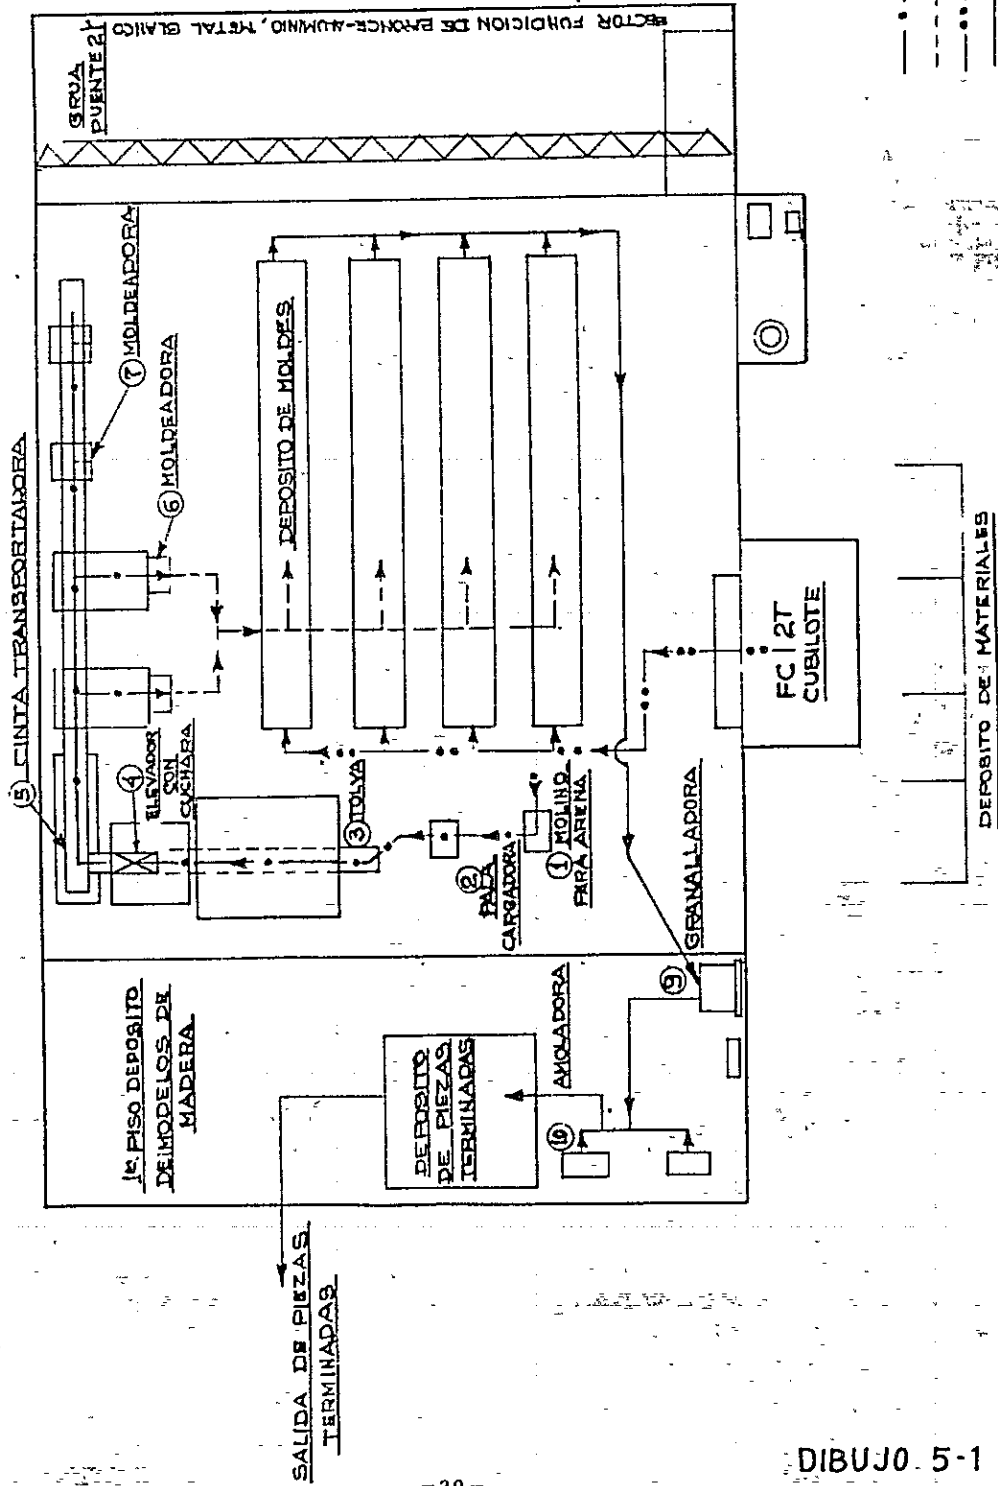 SECTOR FUNDICION DE BRONCE-ALUMINIO, METAL BLANCO
GRUA
PUENTE 2T
7 MOLDEADORA
6 MOLDEADORA
5 CINTA TRANSPORTADORA
DEPOSITO DE MOLDES
4
ELEVADOR
CON
CUCHARA
3 TOLVA
2
PALA
CARGADORA
1 MOLINO
PARA ARENA
FC 12T
CUBILOTE
DEPOSITO DE MATERIALES
GRANALLADORA
9
1er. PISO DEPOSITO
DE MODELOS DE
MADERA
DEPOSITO
DE PIEZAS
TERMINADAS
AMOLADORA
10
SALIDA DE PIEZAS
TERMINADAS
DIBUJO 5-1